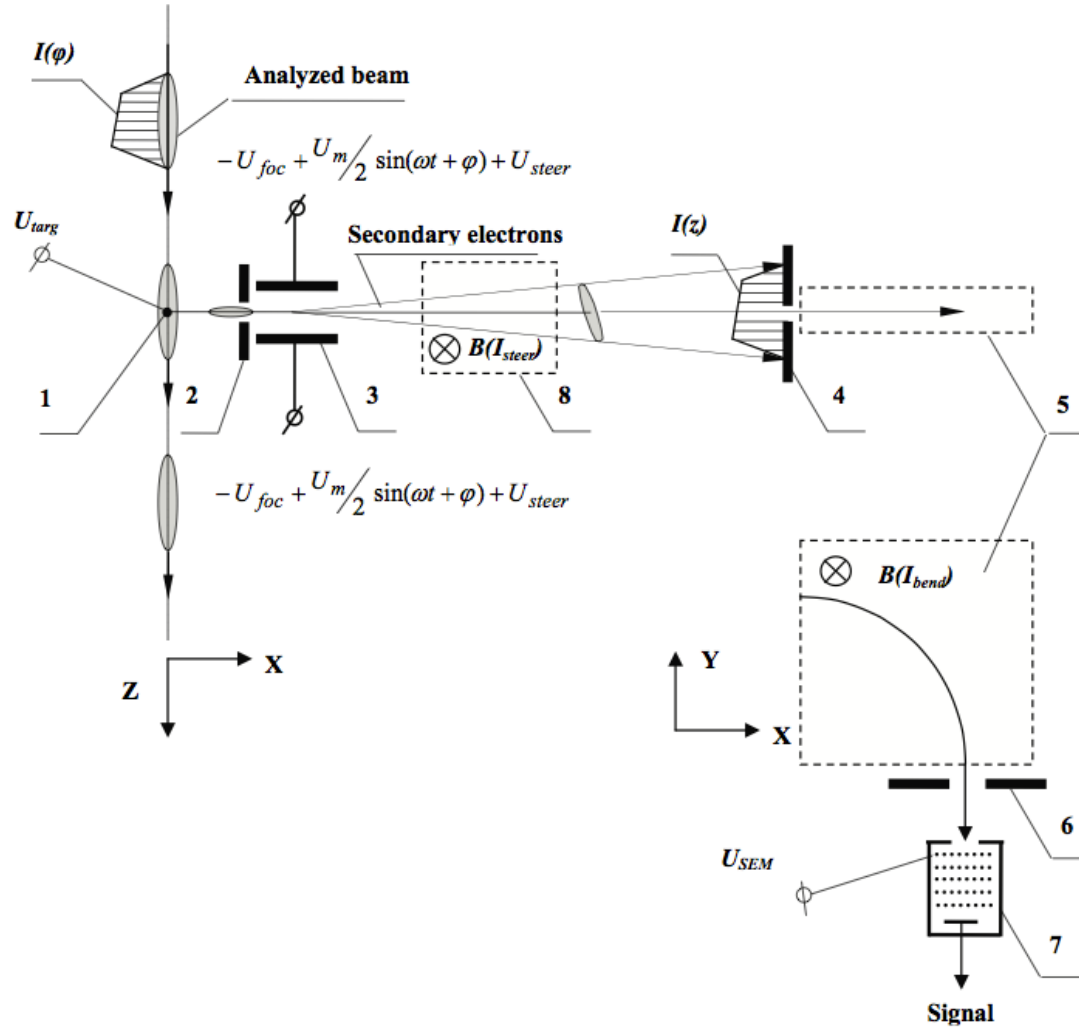 I(φ)
Analyzed beam
-U_foc + U_m/2 sin(ωt + φ) + U_steer
U_targ
Secondary electrons
I(z)
B(I_steer)
1
2
3
8
4
5
-U_foc + U_m/2 sin(ωt + φ) + U_steer
B(I_bend)
X
Z
Y
X
6
U_SEM
7
Signal